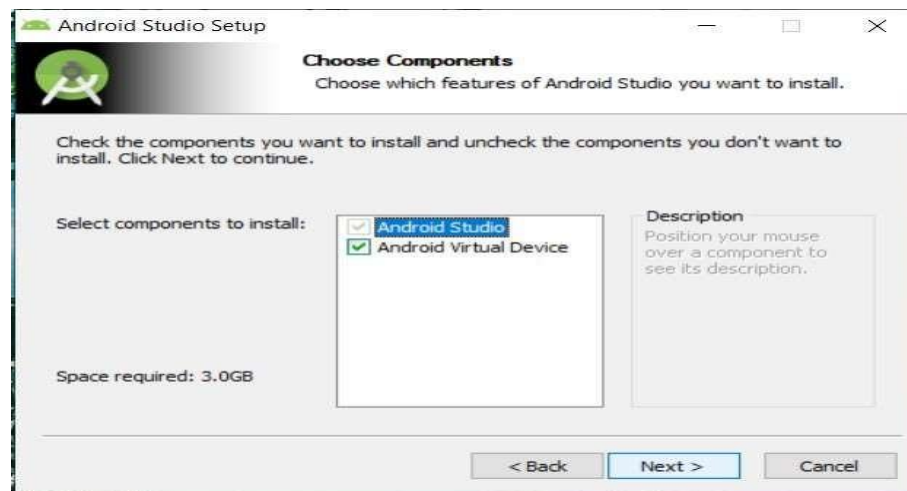 Android Studio Setup
Choose Components
Choose which features of Android Studio you want to install.
Check the components you want to install and uncheck the components you don't want to
install. Click Next to continue.
Select components to install:
Android Studio
Android Virtual Device
Description
Position your mouse
over a component to
see its description.
Space required: 3.0GB
< Back
Next >
Cancel